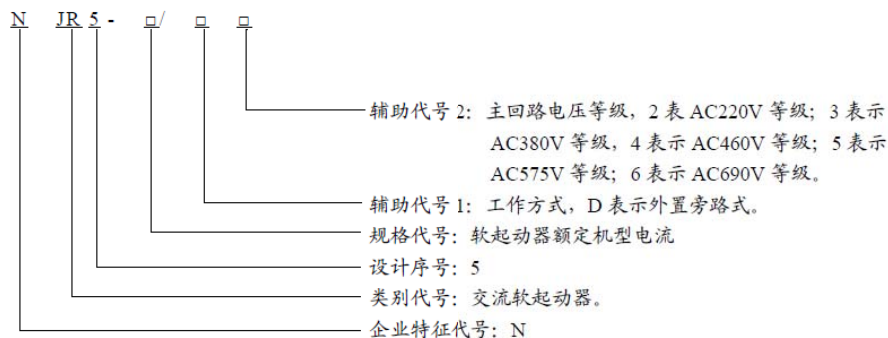 N JR 5 - □/ □ □
辅助代号 2：主回路电压等级，2 表 AC220V 等级；3 表示
AC380V 等级，4 表示 AC460V 等级；5 表示
AC575V 等级；6 表示 AC690V 等级。
辅助代号 1：工作方式，D 表示外置旁路式。
规格代号：软起动器额定机型电流
设计序号：5
类别代号：交流软起动器。
企业特征代号：N